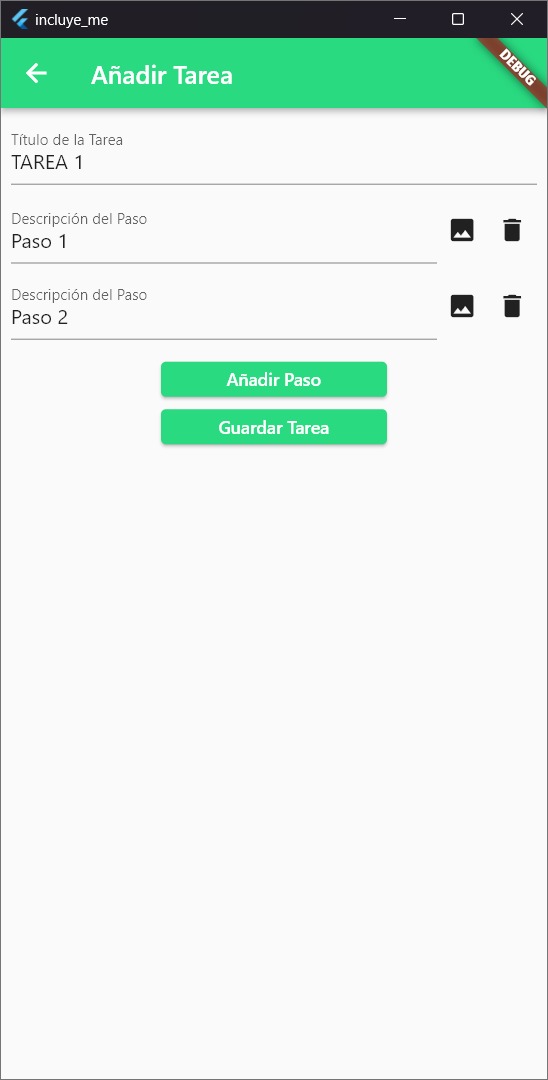 incluye_me
Añadir Tarea
DEBUG
Título de la Tarea
TAREA 1
Descripción del Paso
Paso 1
Descripción del Paso
Paso 2
Añadir Paso
Guardar Tarea